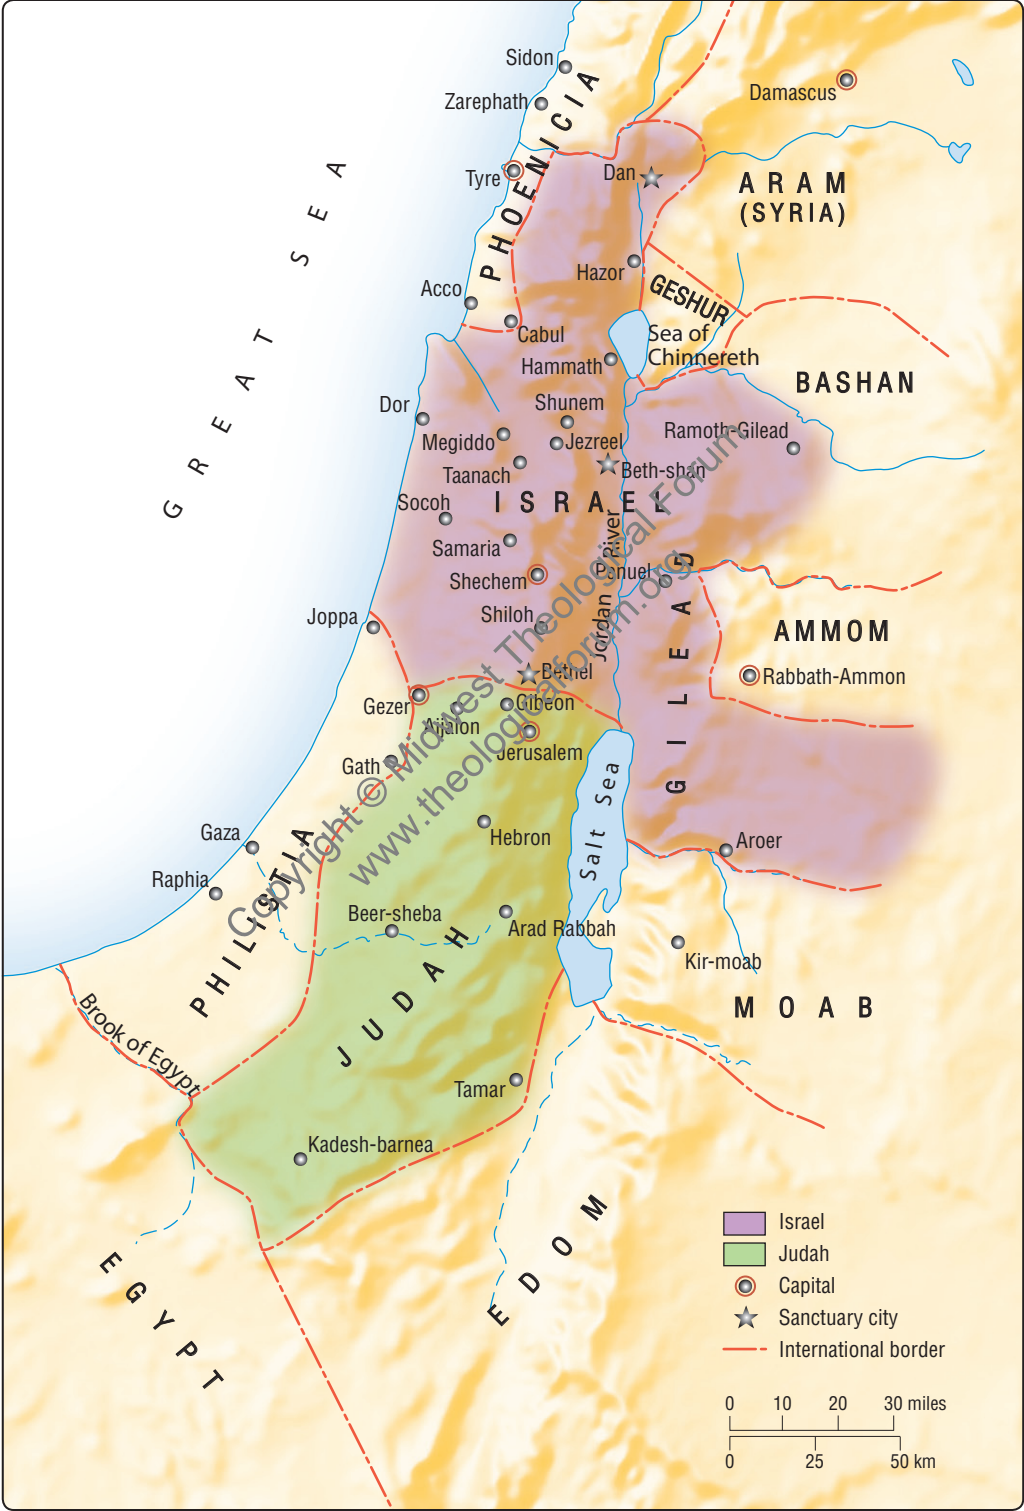 Sidon
Zarephath
Damascus
PHOENICIA
Tyre
Dan
ARAM
(SYRIA)
GREAT SEA
Hazor
GESHUR
Acco
Cabul
Sea of
Chinnereth
Hammath
BASHAN
Dor
Shunem
Ramoth-Gilead
Megiddo
Jezreel
Taanach
Beth-shan
Socoh
ISRAEL
Samaria
Jordan River
Shechem
Penuel
GILEAD
Joppa
Shiloh
AMMOM
Bethel
Rabbath-Ammon
Gezer
Gibeon
Aijalon
Jerusalem
Gath
Salt Sea
Gaza
Hebron
Aroer
PHILISTIA
Raphia
Beer-sheba
Arad Rabbah
JUDAH
Kir-moab
MOAB
Brook of Egypt
Tamar
Kadesh-barnea
EDOM
EGYPT
Copyright © Midwest Theological Forum
www.theologicalforum.org
Israel
Judah
Capital
Sanctuary city
International border
0 10 20 30 miles
0 25 50 km